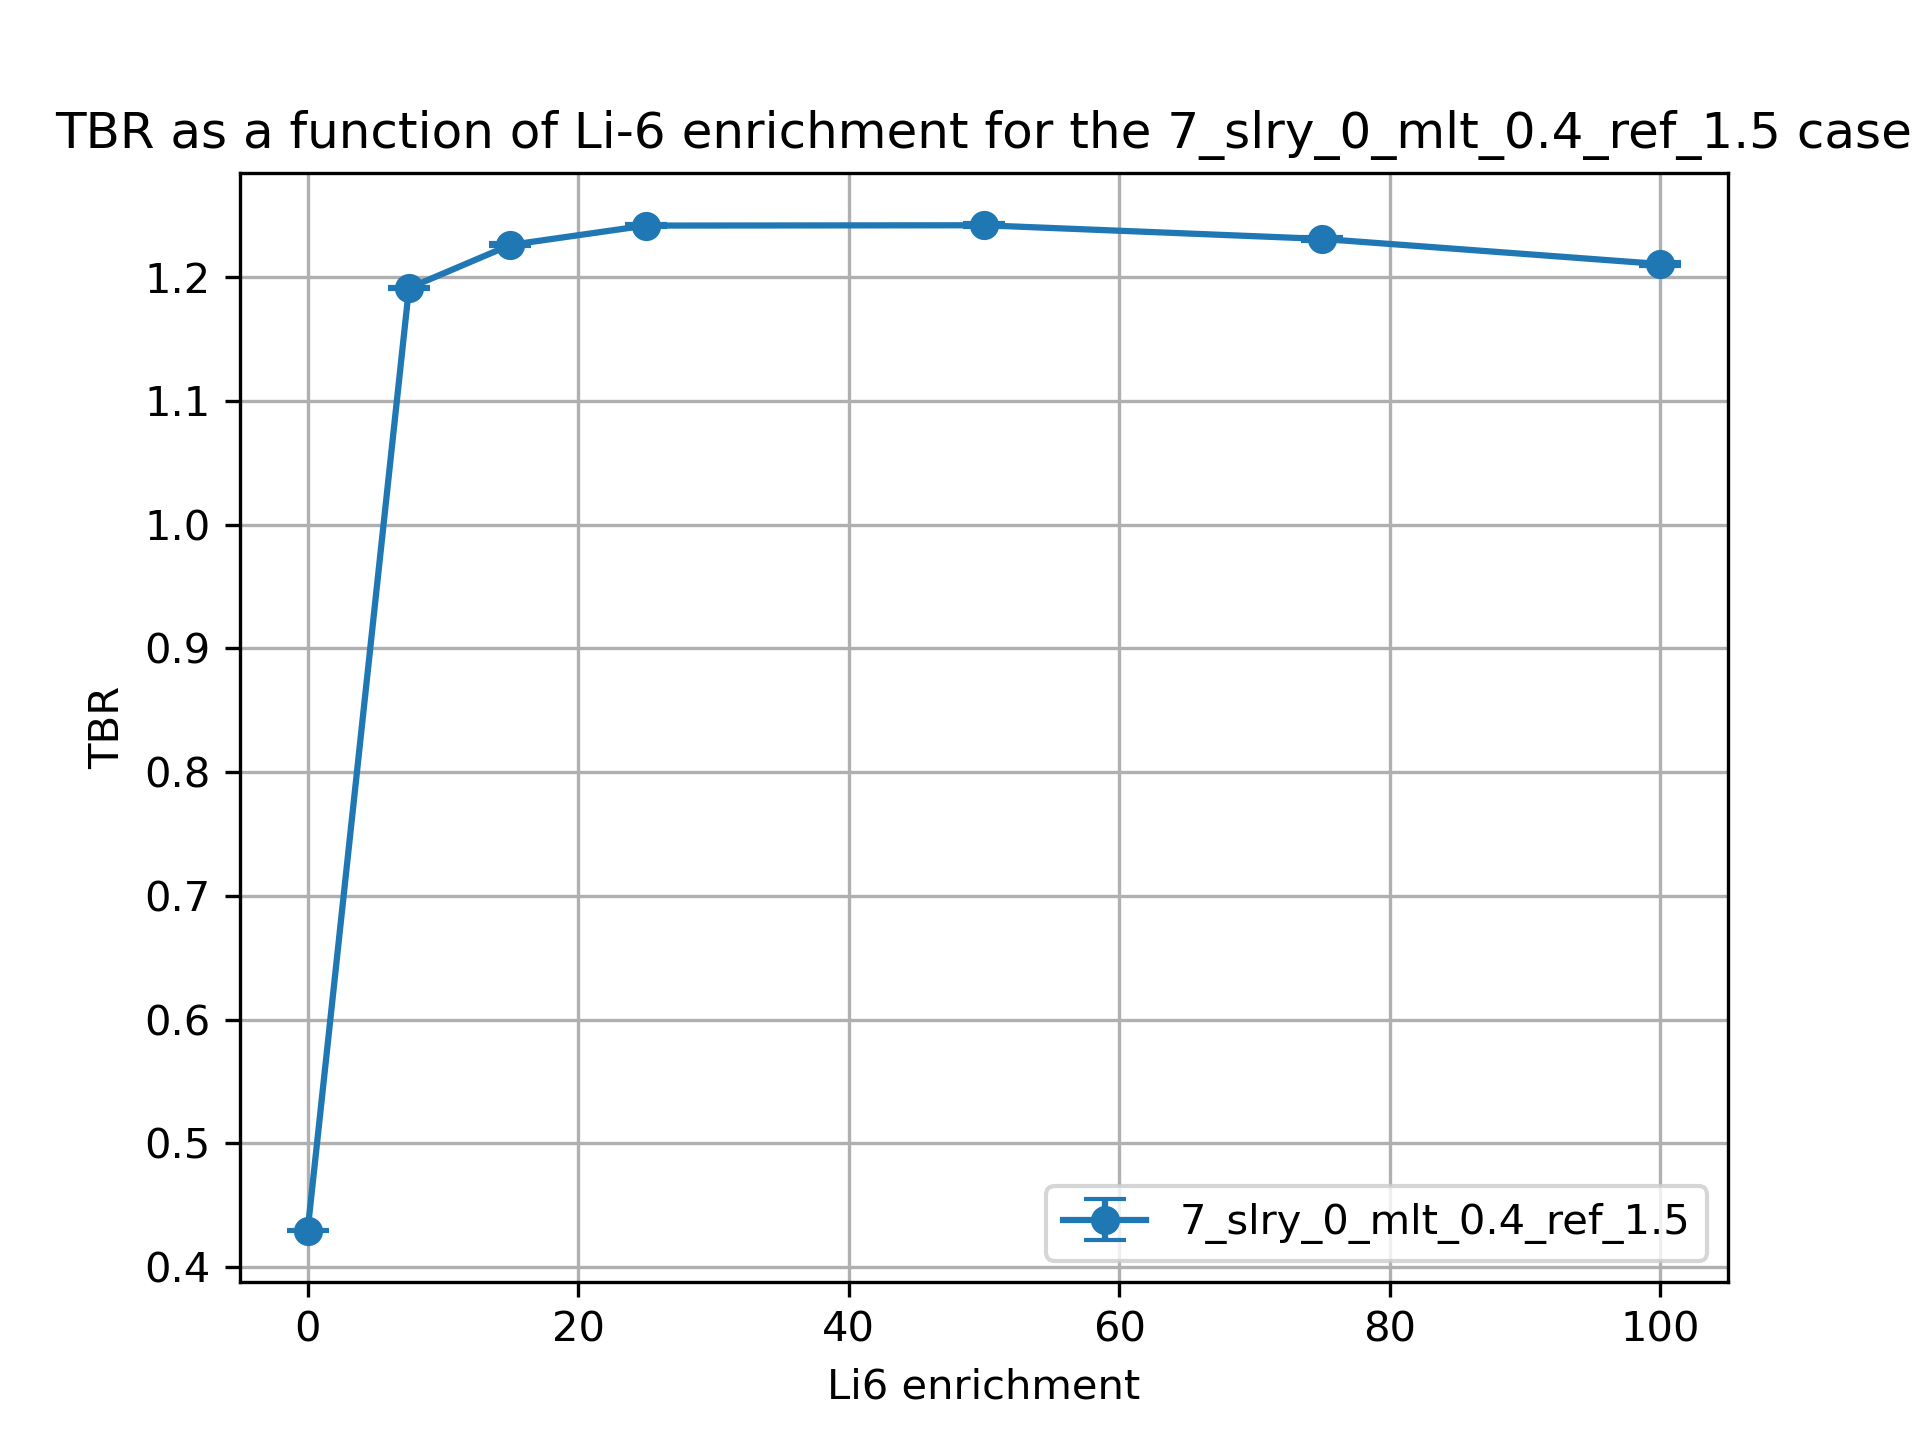 TBR as a function of Li-6 enrichment for the 7_slry_0_mlt_0.4_ref_1.5 case
1.2
1.1
1.0
0.9
0.8
0.7
0.6
0.5
0.4
TBR
7_slry_0_mlt_0.4_ref_1.5
0 20 40 60 80 100
Li6 enrichment